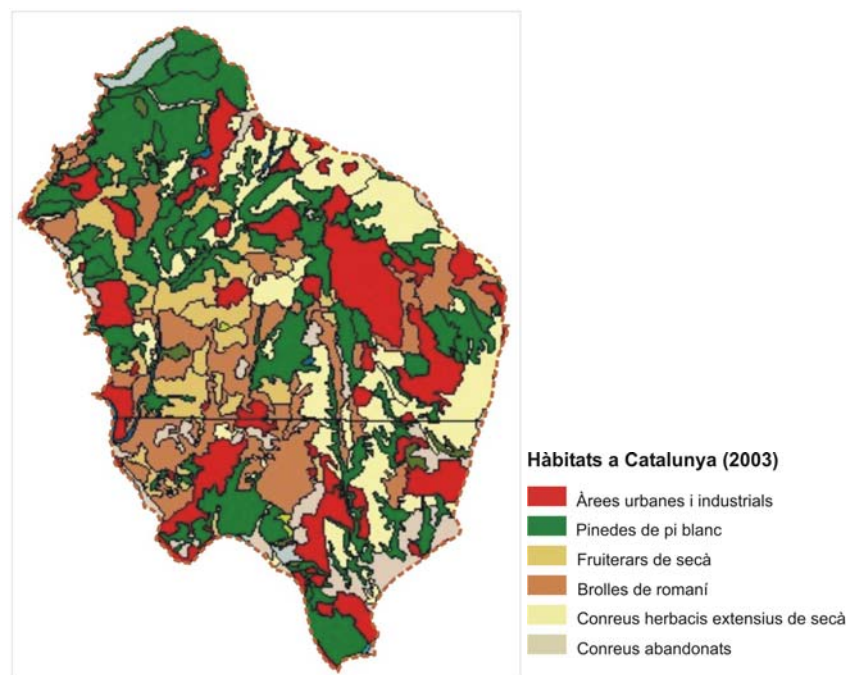 Hàbitats a Catalunya (2003)
Àrees urbanes i industrials
Pinedes de pi blanc
Fruiterars de secà
Brolles de romaní
Conreus herbacis extensius de secà
Conreus abandonats